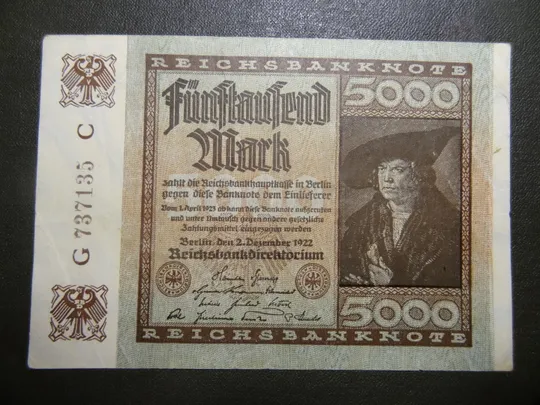 REICHSBANKNOTE
5000
Fünftausend
Mark
zahlt die Reichsbankhauptkasse in Berlin
gegen diese Banknote dem Einlieferer
Vom 1. April 1923 ab kann diese Banknote aufgerufen
und unter Umtausch gegen andere gesetzliche
Zahlungsmittel eingezogen werden
Berlin, den 2. Dezember 1922
Reichsbankdirektorium
5000
REICHSBANKNOTE
G 737135 C